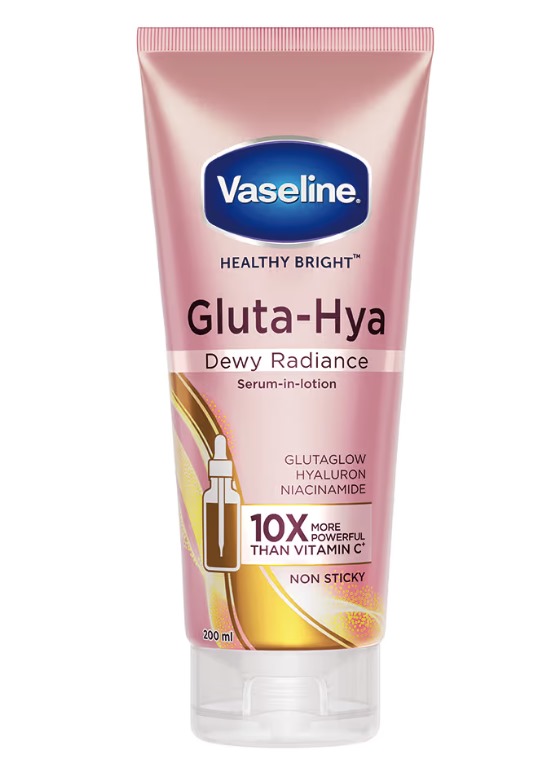 Vaseline.
HEALTHY BRIGHT™
Gluta-Hya
Dewy Radiance
Serum-in-lotion
GLUTAGLOW
HYALURON
NIACINAMIDE
10X MORE
POWERFUL
THAN VITAMIN C*
NON STICKY
200 ml